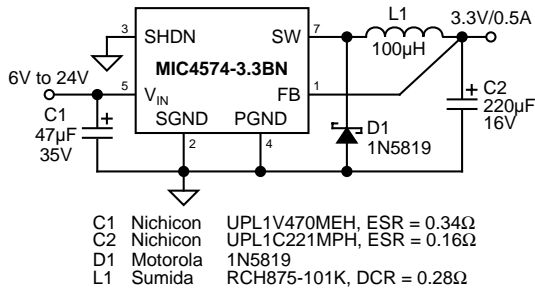 L1
3.3V/0.5A
3 SHDN SW 7
100µH
MIC4574-3.3BN
6V to 24V
5 VIN FB 1
C1
47µF
35V
SGND PGND
2 4
C2
220µF
16V
D1
1N5819
C1 Nichicon UPL1V470MEH, ESR = 0.34Ω
C2 Nichicon UPL1C221MPH, ESR = 0.16Ω
D1 Motorola 1N5819
L1 Sumida RCH875-101K, DCR = 0.28Ω